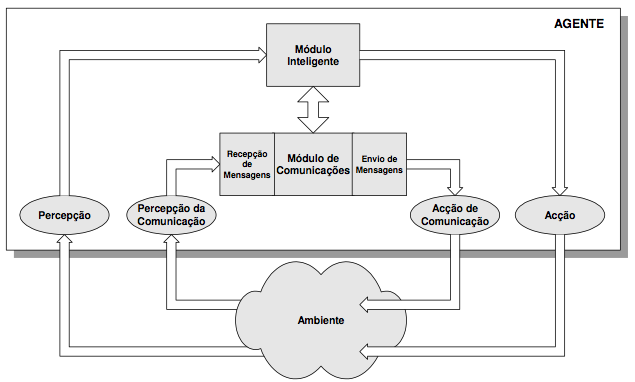 AGENTE
Módulo
Inteligente
Recepção
de
Mensagens
Módulo de
Comunicações
Envio de
Mensagens
Percepção
Percepção da
Comunicação
Acção de
Comunicação
Acção
Ambiente